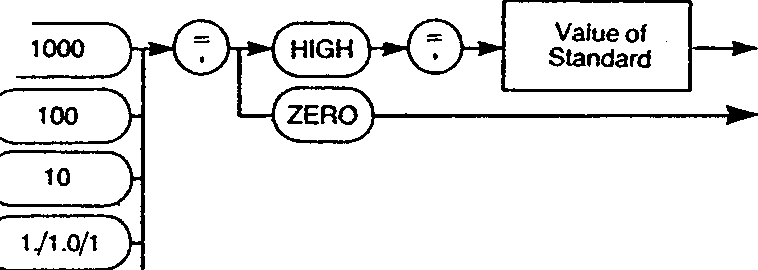 1000 = , HIGH = , Value of
Standard
100 ZERO
10
1./1.0/1